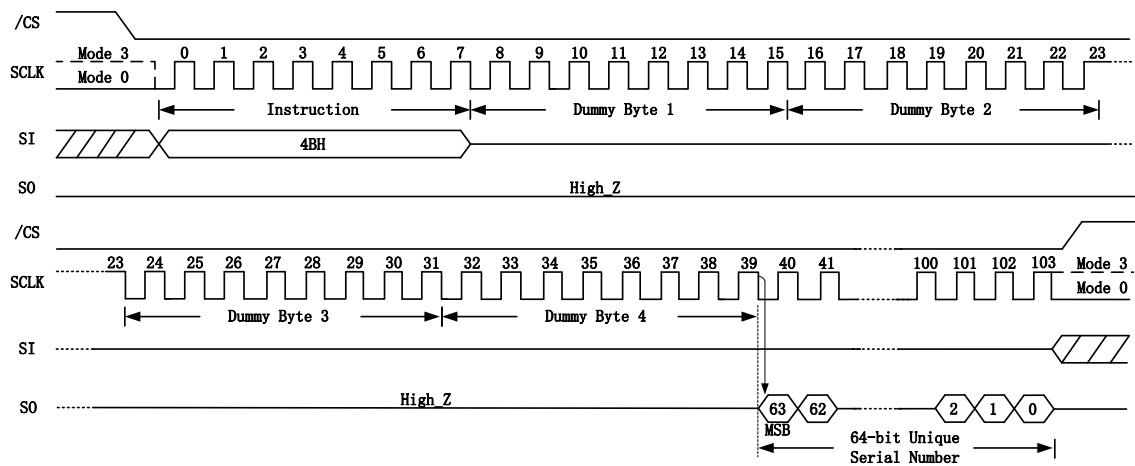 /CS
Mode 3 0 1 2 3 4 5 6 7 8 9 10 11 12 13 14 15 16 17 18 19 20 21 22 23
SCLK
Mode 0
Instruction Dummy Byte 1 Dummy Byte 2
SI
4BH
SO High_Z
/CS
23 24 25 26 27 28 29 30 31 32 33 34 35 36 37 38 39 40 41 100 101 102 103 Mode 3
SCLK
Mode 0
Dummy Byte 3 Dummy Byte 4
SI
High_Z
SO 63 62 2 1 0
MSB
64-bit Unique
Serial Number